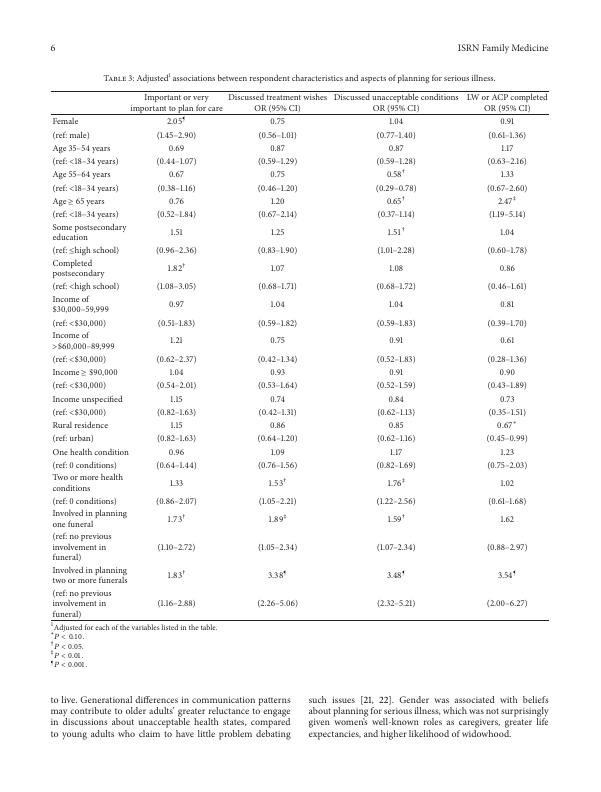 6
ISRN Family Medicine
TABLE 3: Adjusted‡ associations between respondent characteristics and aspects of planning for serious illness.
Important or very Discussed treatment wishes Discussed unacceptable conditions LW or ACP completed
important to plan for care OR (95% CI) OR (95% CI) OR (95% CI)
Female 2.05¶ 0.75 1.04 0.91
(ref: male) (1.45–2.90) (0.56–1.01) (0.77–1.40) (0.61–1.36)
Age 35–54 years 0.69 0.87 0.87 1.17
(ref: <18–34 years) (0.44–1.07) (0.59–1.29) (0.59–1.28) (0.63–2.16)
Age 55–64 years 0.67 0.75 0.58† 1.33
(ref: <18–34 years) (0.38–1.16) (0.46–1.20) (0.29–0.78) (0.67–2.60)
Age ≥ 65 years 0.76 1.20 0.65† 2.47‡
(ref: <18–34 years) (0.52–1.84) (0.67–2.14) (0.37–1.14) (1.19–5.14)
Some postsecondary
education 1.51 1.25 1.51† 1.04
(ref: ≤high school) (0.96–2.36) (0.83–1.90) (1.01–2.28) (0.60–1.78)
Completed
postsecondary 1.82† 1.07 1.08 0.86
(ref: <high school) (1.08–3.05) (0.68–1.71) (0.68–1.72) (0.46–1.61)
Income of
$30,000–59,999 0.97 1.04 1.04 0.81
(ref: <$30,000) (0.51–1.83) (0.59–1.82) (0.59–1.83) (0.39–1.70)
Income of
>$60,000–89,999 1.21 0.75 0.91 0.61
(ref: <$30,000) (0.62–2.37) (0.42–1.34) (0.52–1.83) (0.28–1.36)
Income ≥ $90,000 1.04 0.93 0.91 0.90
(ref: <$30,000) (0.54–2.01) (0.53–1.64) (0.52–1.59) (0.43–1.89)
Income unspecified 1.15 0.74 0.84 0.73
(ref: <$30,000) (0.82–1.63) (0.42–1.31) (0.62–1.13) (0.35–1.51)
Rural residence 1.15 0.86 0.85 0.67*
(ref: urban) (0.82–1.63) (0.64–1.20) (0.62–1.16) (0.45–0.99)
One health condition 0.96 1.09 1.17 1.23
(ref: 0 conditions) (0.64–1.44) (0.76–1.56) (0.82–1.69) (0.75–2.03)
Two or more health
conditions 1.33 1.53† 1.76‡ 1.02
(ref: 0 conditions) (0.86–2.07) (1.05–2.21) (1.22–2.56) (0.61–1.68)
Involved in planning
one funeral 1.73† 1.89‡ 1.59† 1.62
(ref: no previous
involvement in (1.10–2.72) (1.05–2.34) (1.07–2.34) (0.88–2.97)
funeral)
Involved in planning
two or more funerals 1.83† 3.38¶ 3.48¶ 3.54¶
(ref: no previous
involvement in (1.16–2.88) (2.26–5.06) (2.32–5.21) (2.00–6.27)
funeral)
‡Adjusted for each of the variables listed in the table.
*P < 0.10.
†P < 0.05.
‡P < 0.01.
¶P < 0.001.
to live. Generational differences in communication patterns
may contribute to older adults' greater reluctance to engage
in discussions about unacceptable health states, compared
to young adults who claim to have little problem debating
such issues [21, 22]. Gender was associated with beliefs
about planning for serious illness, which was not surprisingly
given women's well-known roles as caregivers, greater life
expectancies, and higher likelihood of widowhood.